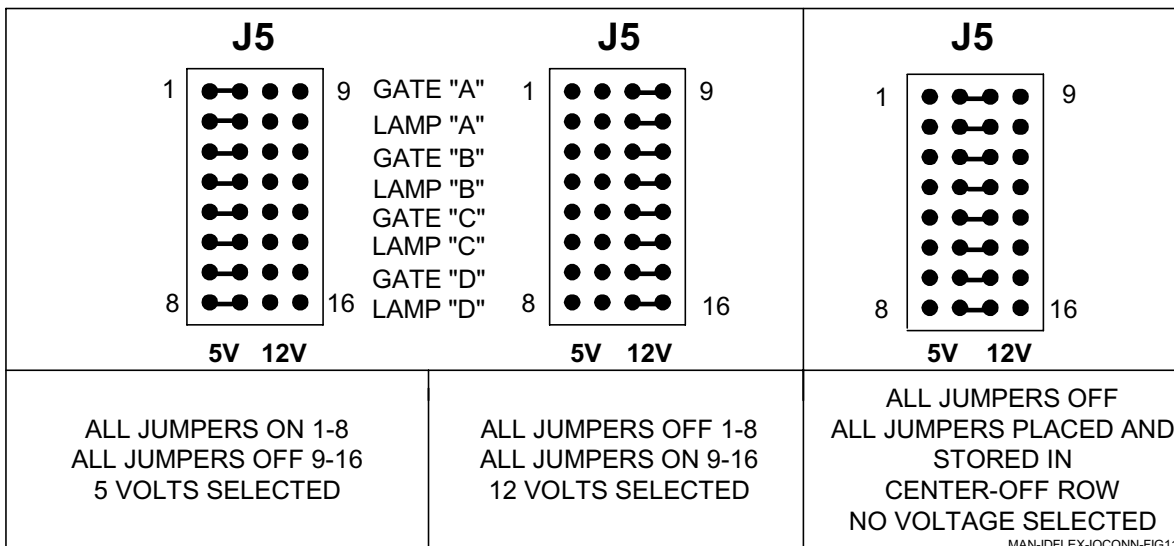 J5
1 9
8 16
5V 12V
GATE "A"
LAMP "A"
GATE "B"
LAMP "B"
GATE "C"
LAMP "C"
GATE "D"
LAMP "D"
J5
1 9
8 16
5V 12V
J5
1 9
8 16
5V 12V
ALL JUMPERS ON 1-8
ALL JUMPERS OFF 9-16
5 VOLTS SELECTED
ALL JUMPERS OFF 1-8
ALL JUMPERS ON 9-16
12 VOLTS SELECTED
ALL JUMPERS OFF
ALL JUMPERS PLACED AND
STORED IN
CENTER-OFF ROW
NO VOLTAGE SELECTED